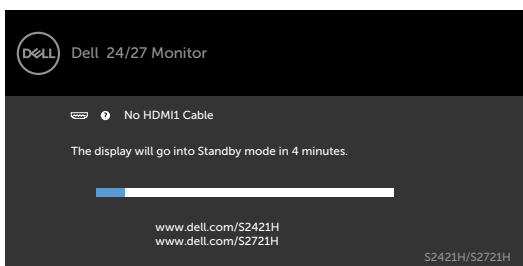 DELL
Dell 24/27 Monitor
? No HDMI1 Cable
The display will go into Standby mode in 4 minutes.
www.dell.com/S2421H
www.dell.com/S2721H
S2421H/S2721H